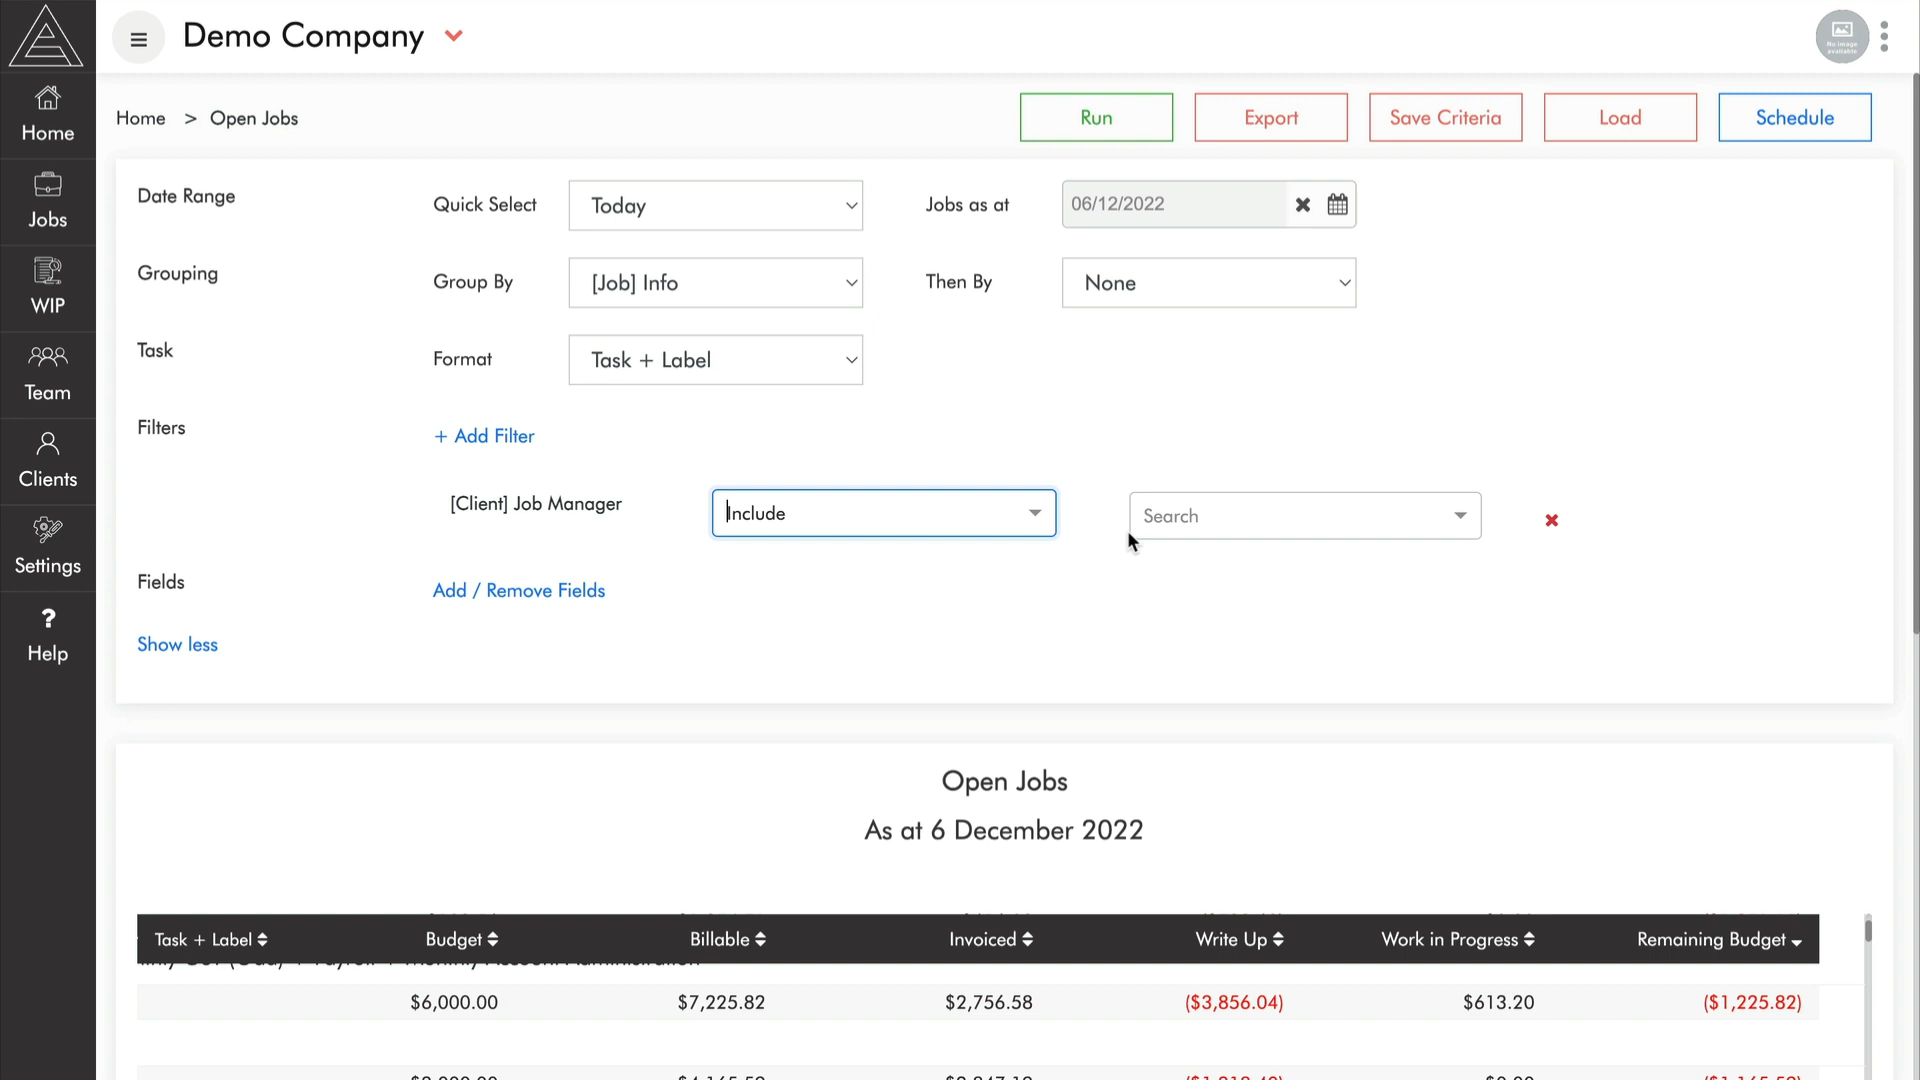 Demo Company
No image
available
Home
Jobs
WIP
Team
Clients
Settings
?
Help
Home > Open Jobs
Run
Export
Save Criteria
Load
Schedule
Date Range
Quick Select
Today
Jobs as at
06/12/2022
Grouping
Group By
[Job] Info
Then By
None
Task
Format
Task + Label
Filters
+ Add Filter
[Client] Job Manager
Include
Search
Fields
Add / Remove Fields
Show less
Open Jobs
As at 6 December 2022
Task + Label Budget Billable Invoiced Write Up Work in Progress Remaining Budget
$6,000.00 $7,225.82 $2,756.58 ($3,856.04) $613.20 ($1,225.82)